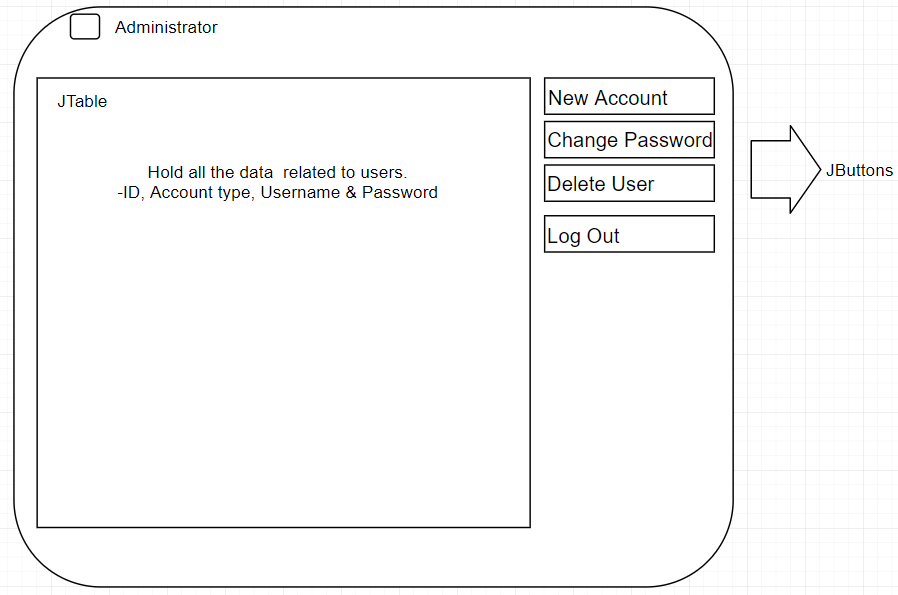 Administrator
JTable
Hold all the data  related to users.
-ID, Account type, Username & Password
New Account
Change Password
Delete User
Log Out
JButtons